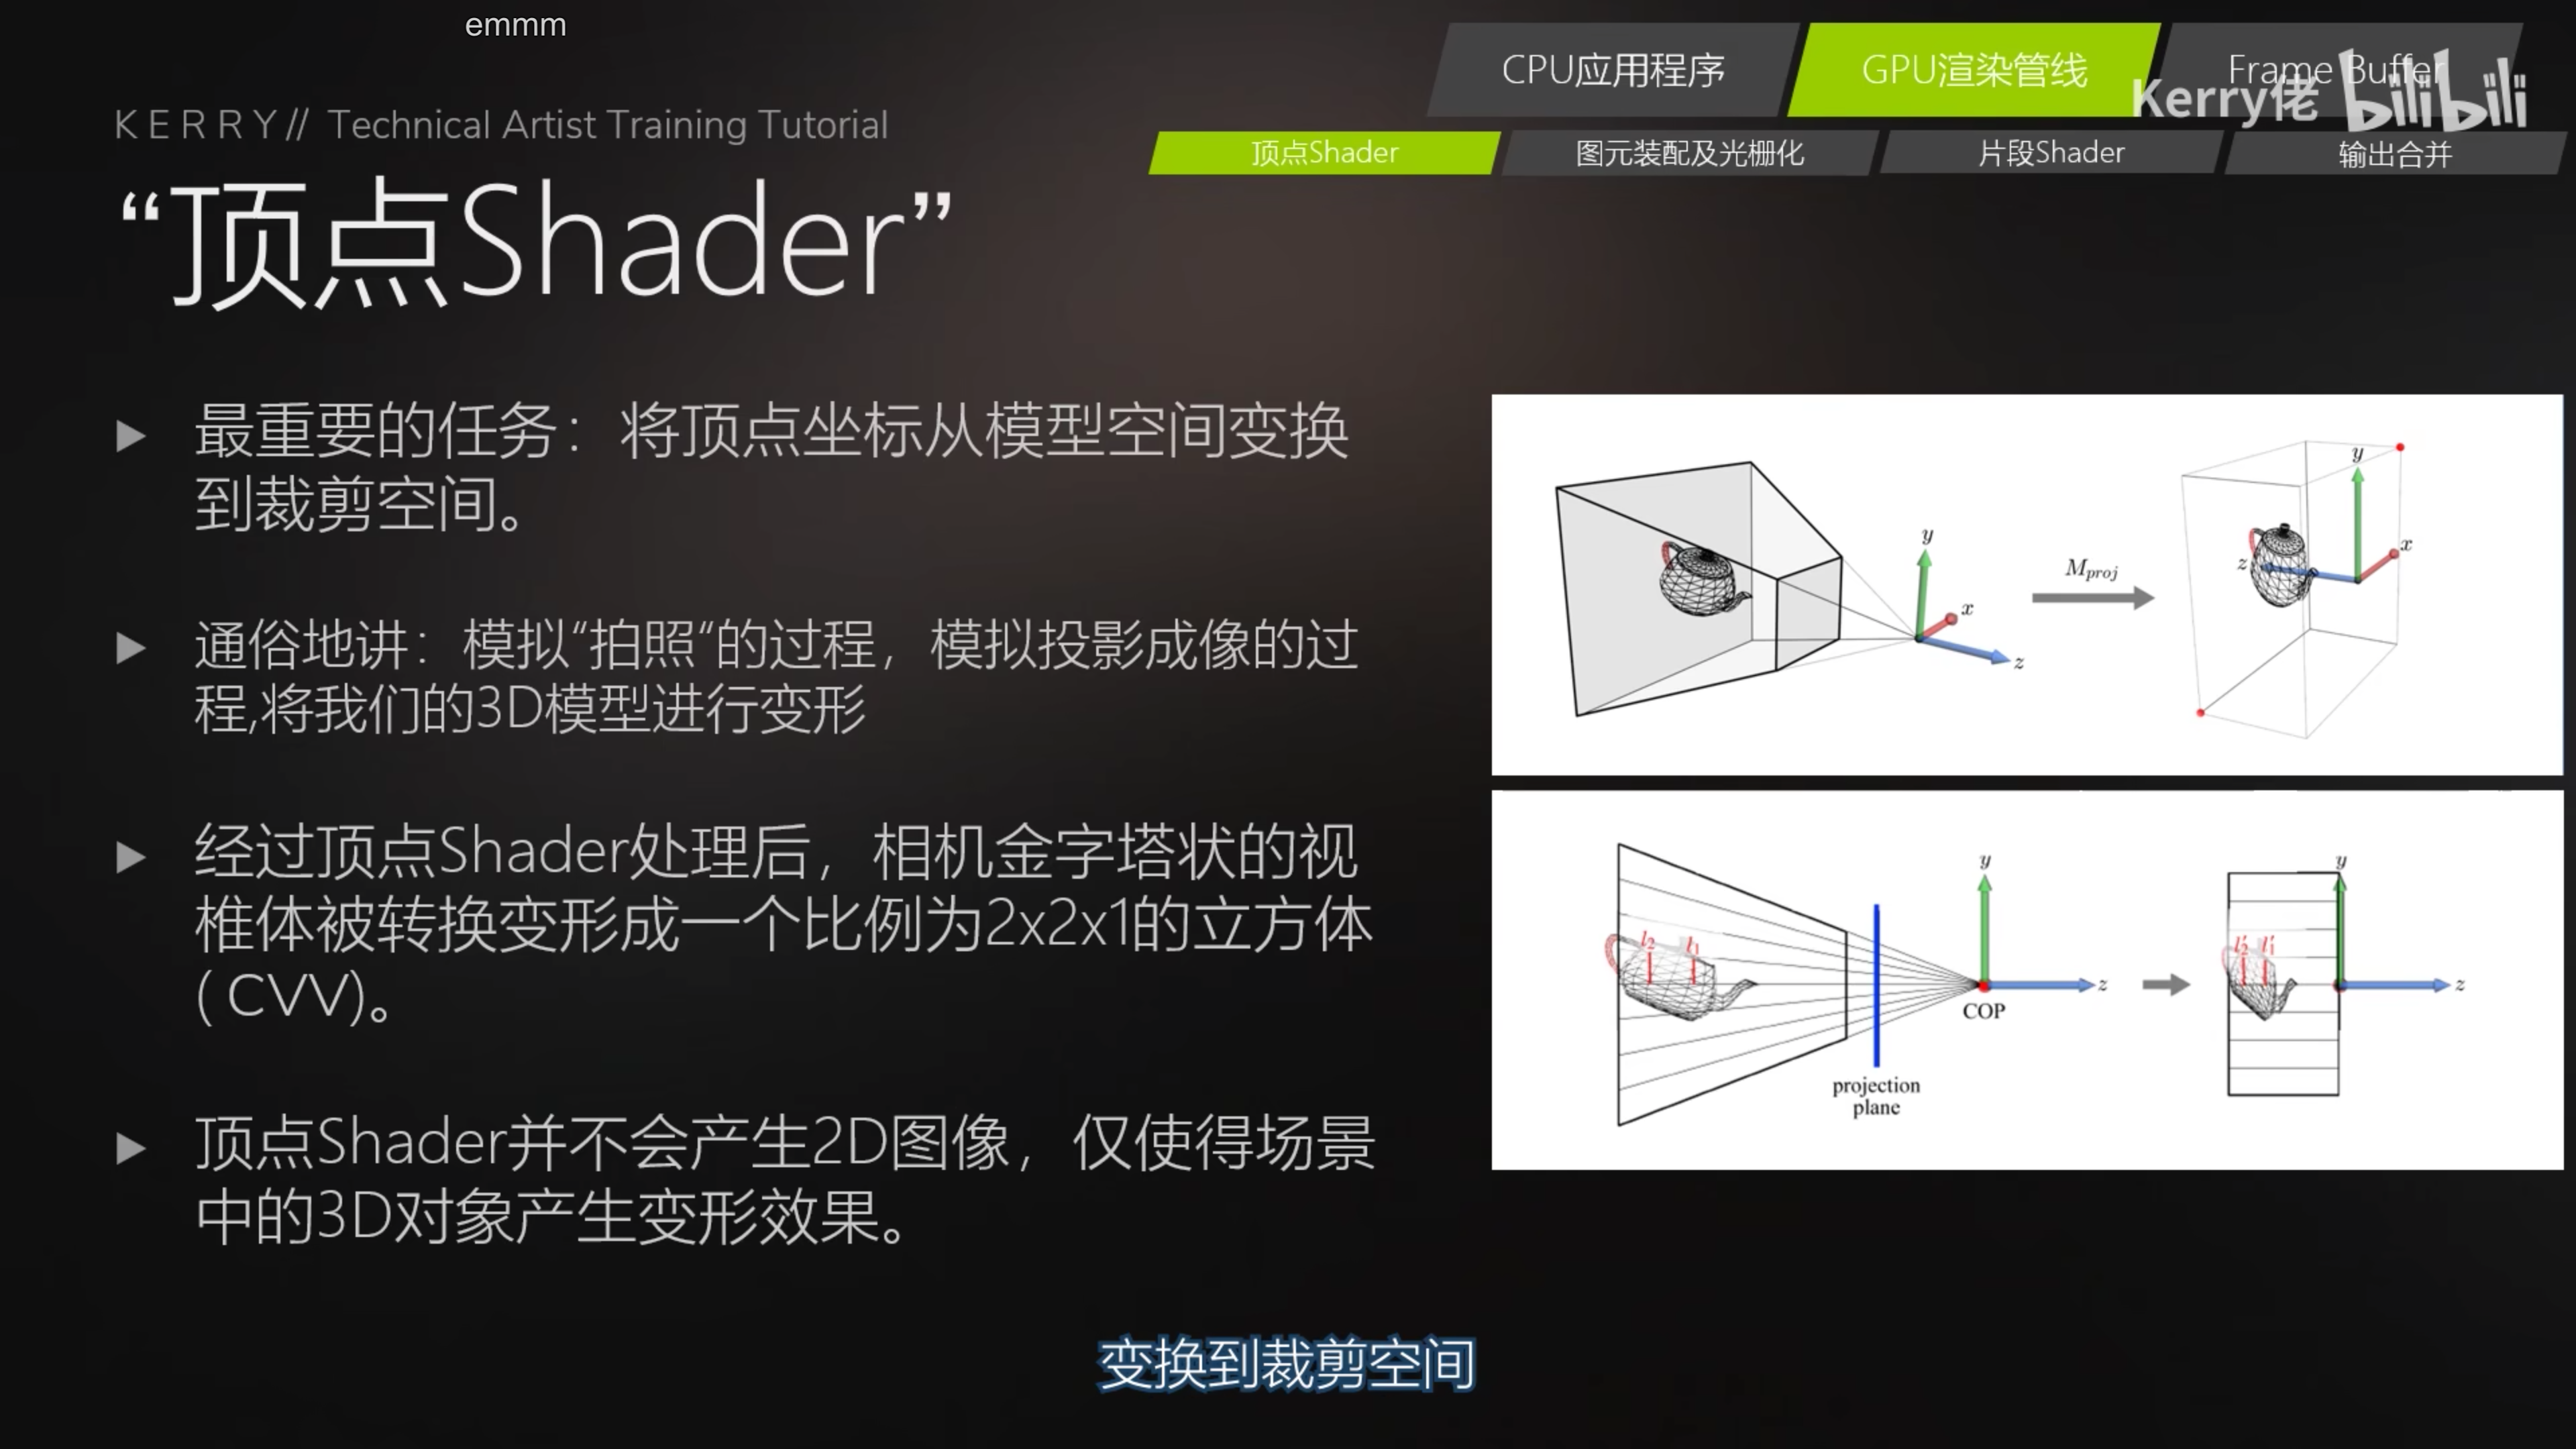 emmm
CPU应用程序
GPU渲染管线
Frame Buffer
Kerry佬 bilibili
KERRY// Technical Artist Training Tutorial
顶点Shader
图元装配及光栅化
片段Shader
输出合并
“顶点Shader”
最重要的任务：将顶点坐标从模型空间变换
到裁剪空间。
通俗地讲：模拟“拍照“的过程，模拟投影成像的过
程,将我们的3D模型进行变形
经过顶点Shader处理后，相机金字塔状的视
椎体被转换变形成一个比例为2x2x1的立方体
( CVV)。
顶点Shader并不会产生2D图像，仅使得场景
中的3D对象产生变形效果。
y
x
z
M_proj
y
x
z
l_2
l_1
y
z
COP
projection
plane
l'_2
l'_1
y
z
变换到裁剪空间